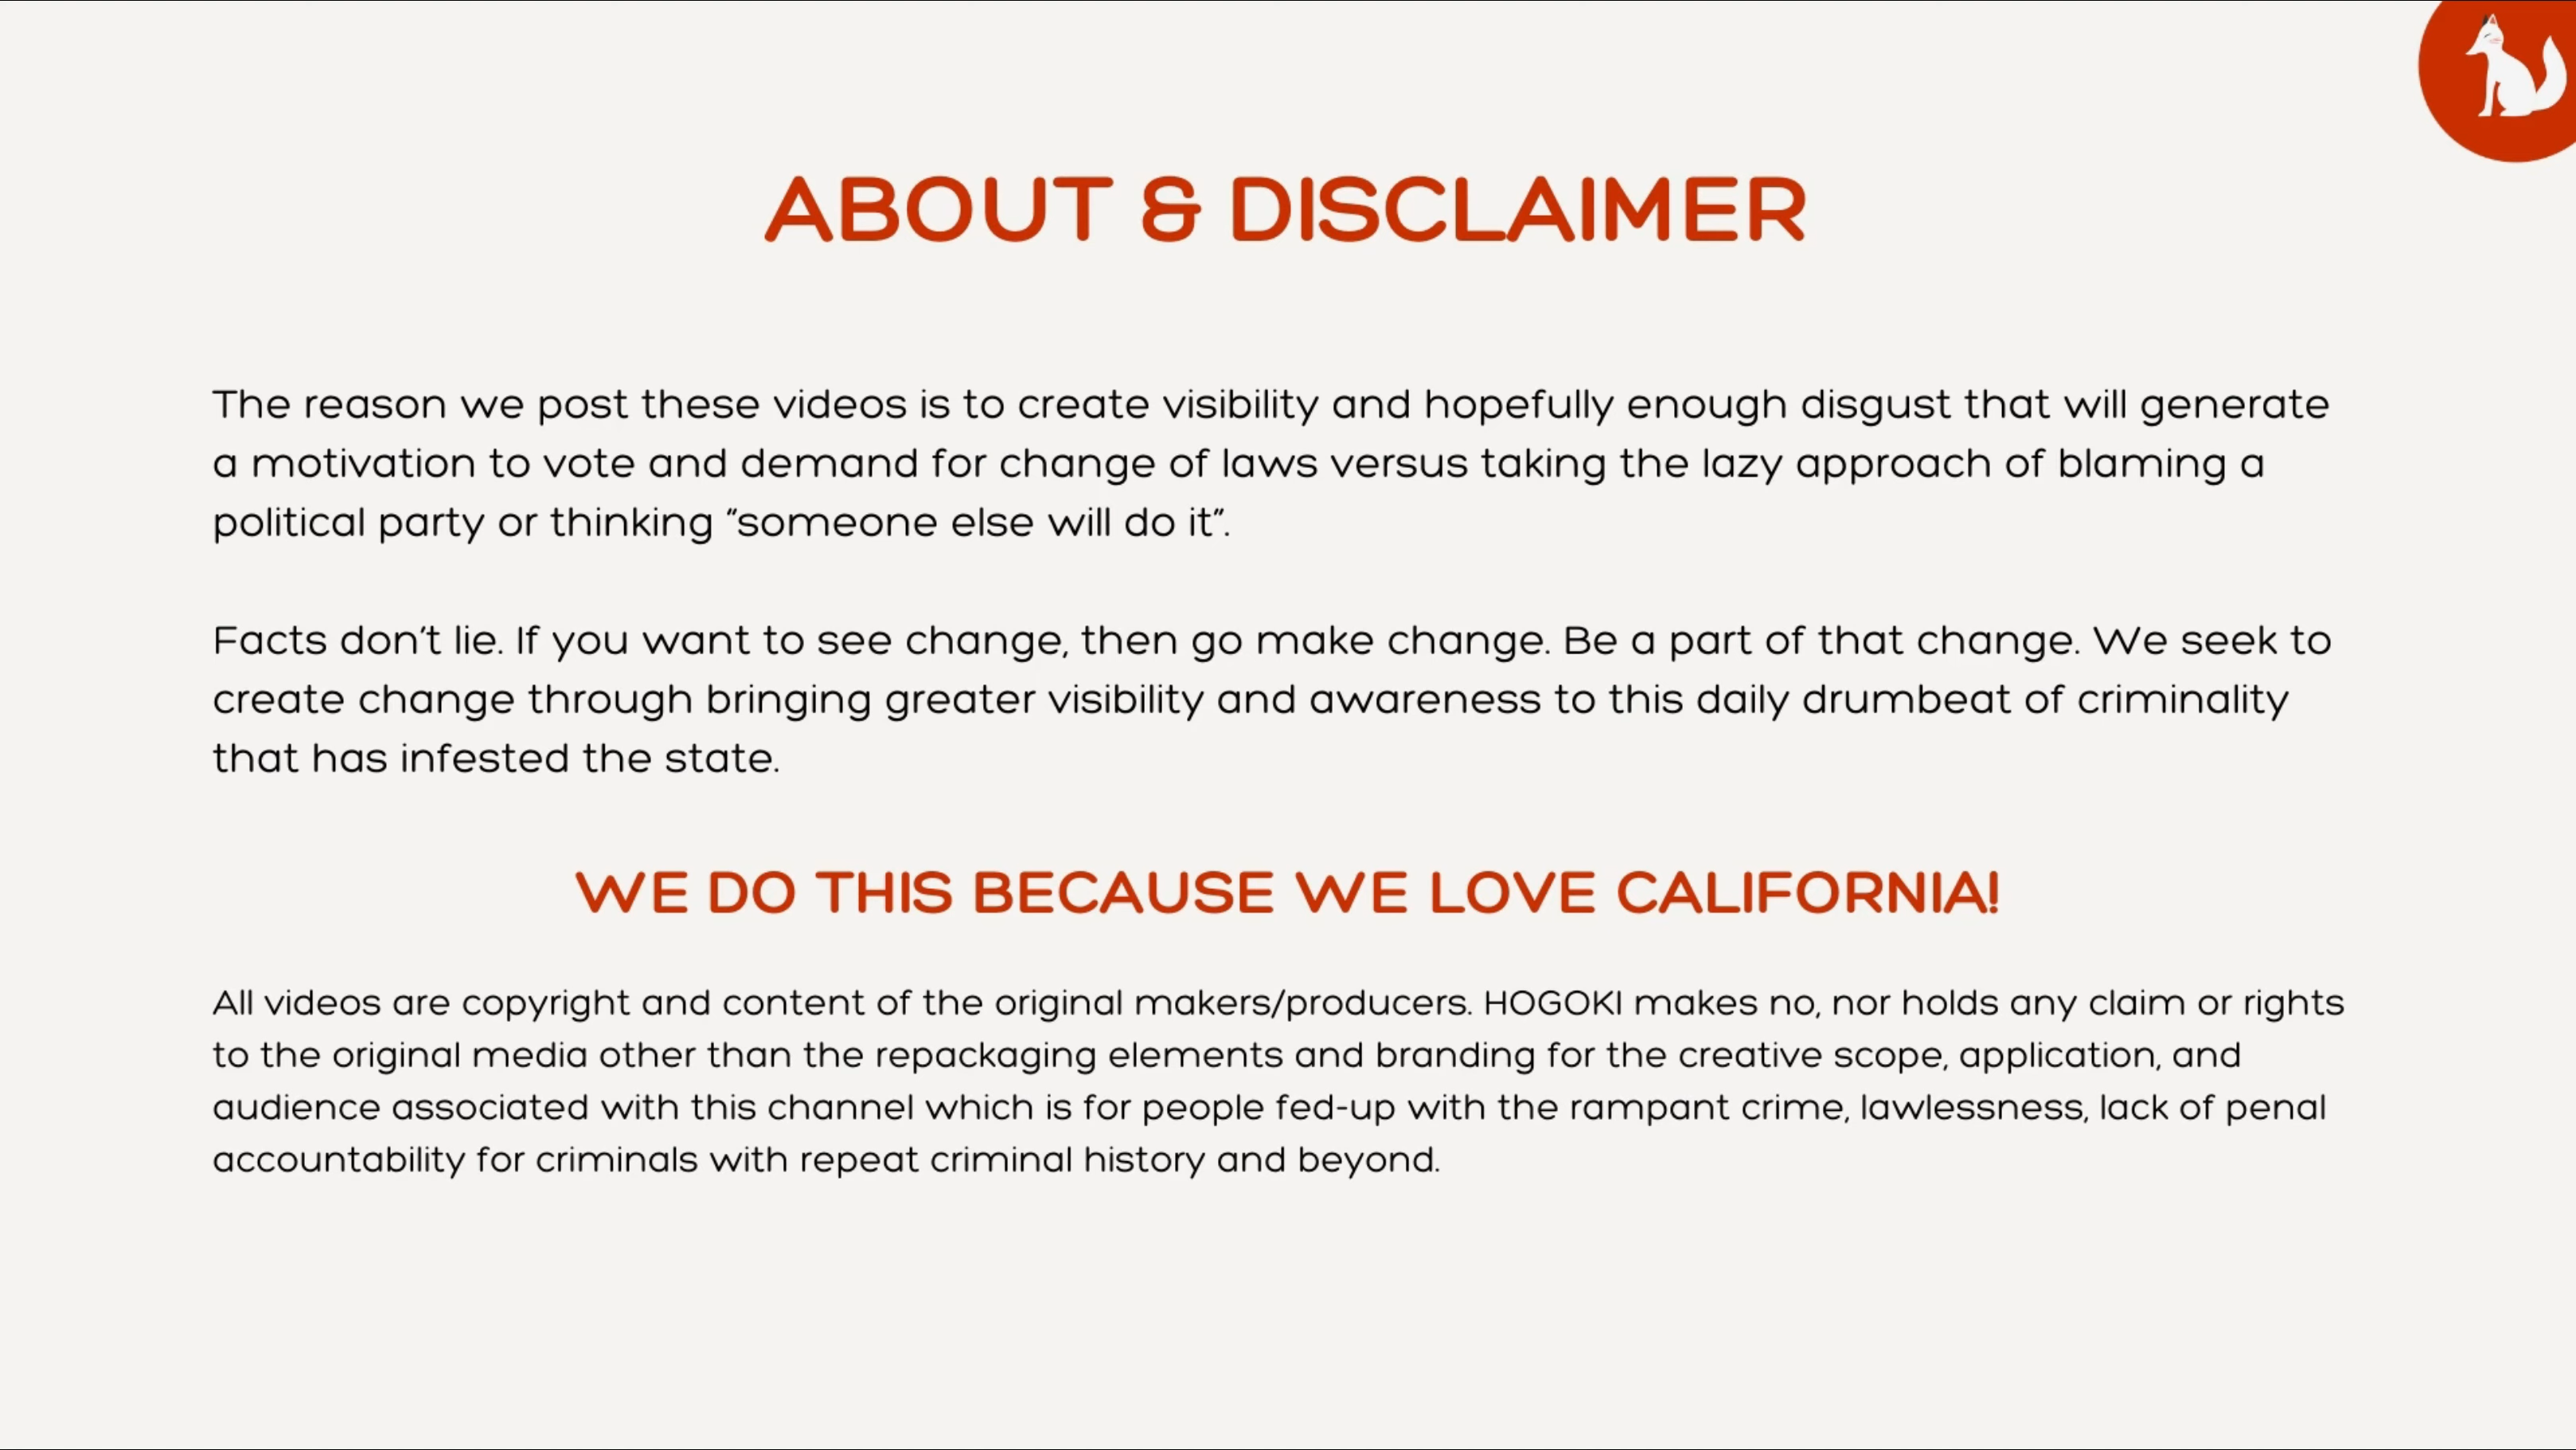 ABOUT & DISCLAIMER
The reason we post these videos is to create visibility and hopefully enough disgust that will generate
a motivation to vote and demand for change of laws versus taking the lazy approach of blaming a
political party or thinking “someone else will do it”.
Facts don’t lie. If you want to see change, then go make change. Be a part of that change. We seek to
create change through bringing greater visibility and awareness to this daily drumbeat of criminality
that has infested the state.
WE DO THIS BECAUSE WE LOVE CALIFORNIA!
All videos are copyright and content of the original makers/producers. HOGOKI makes no, nor holds any claim or rights
to the original media other than the repackaging elements and branding for the creative scope, application, and
audience associated with this channel which is for people fed-up with the rampant crime, lawlessness, lack of penal
accountability for criminals with repeat criminal history and beyond.